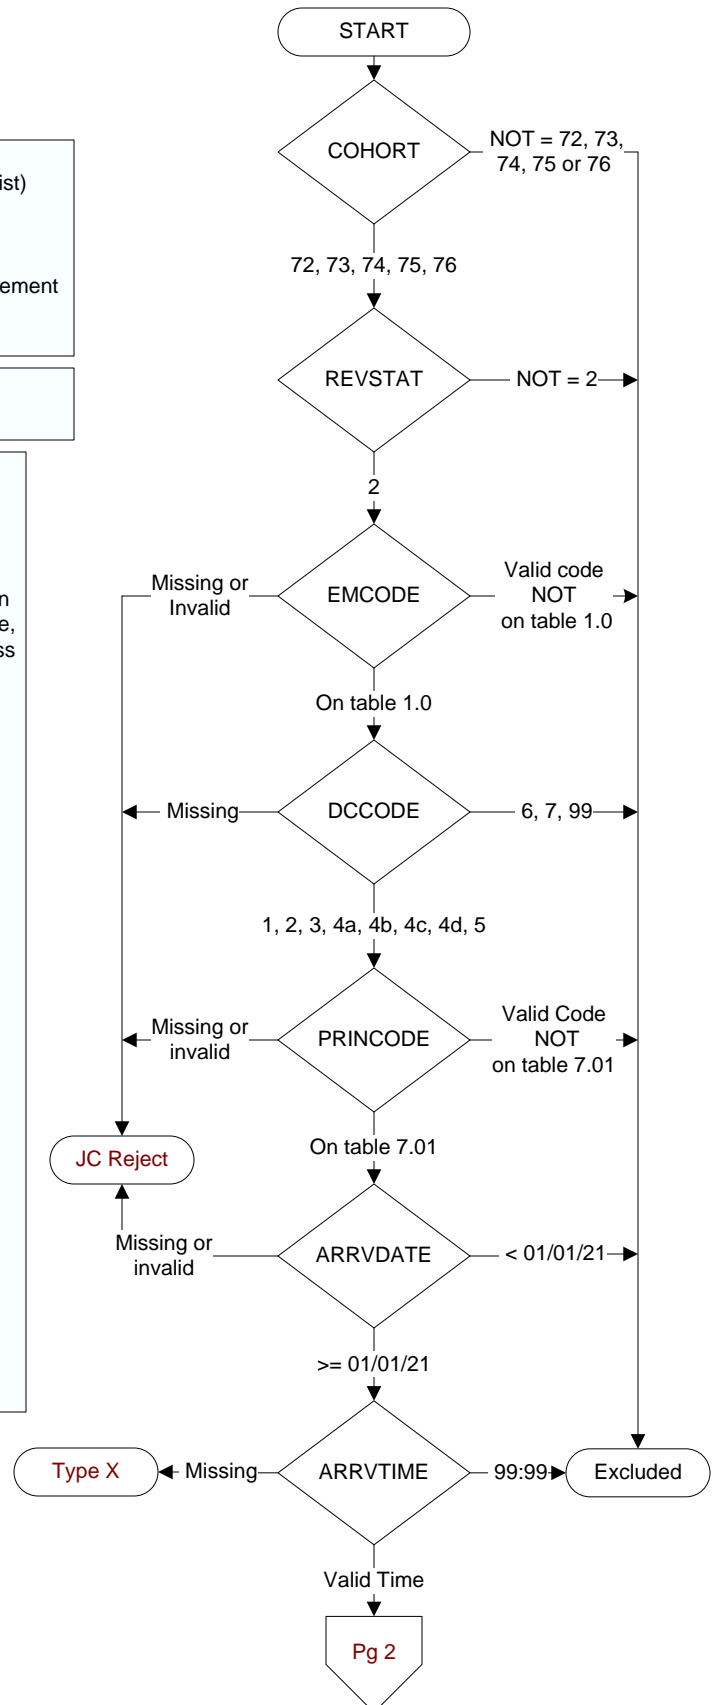 START
COHORT
NOT = 72, 73,
74, 75 or 76
ist)
72, 73, 74, 75, 76
ement
REVSTAT
NOT = 2
2
Missing or
Invalid
EMCODE
Valid code
NOT
on table 1.0
n
e,
ss
On table 1.0
Missing
DCCODE
6, 7, 99
1, 2, 3, 4a, 4b, 4c, 4d, 5
Missing or
invalid
PRINCODE
Valid Code
NOT
on table 7.01
JC Reject
On table 7.01
Missing or
invalid
ARRVDATE
< 01/01/21
>= 01/01/21
Type X
Missing
ARRVTIME
99:99
Excluded
Valid Time
Pg 2